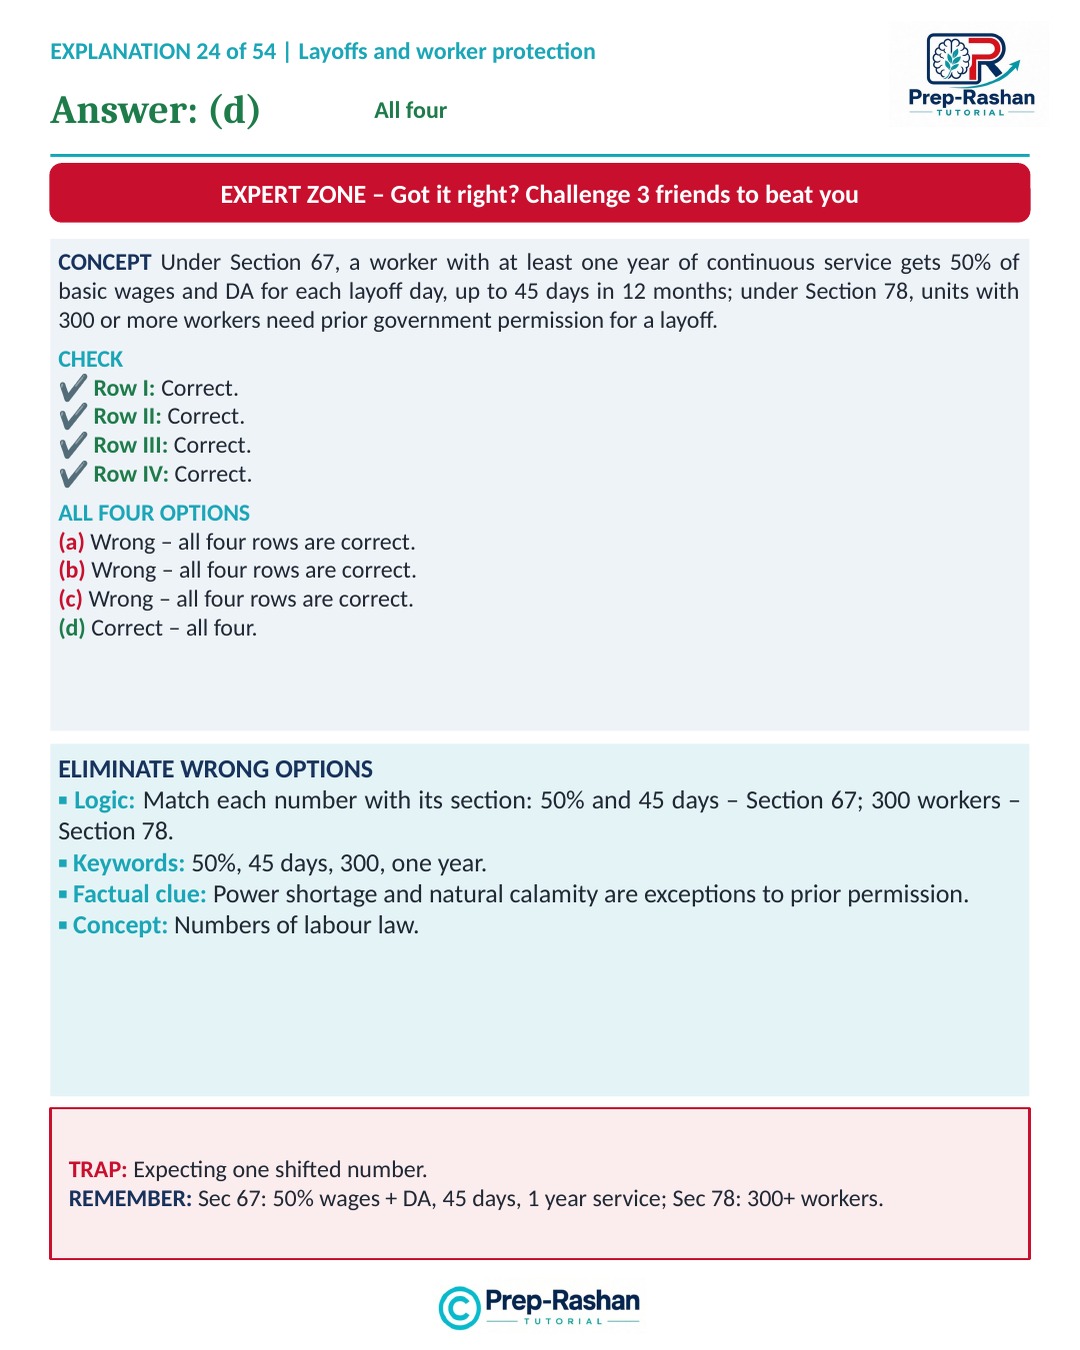 EXPLANATION 24 of 54 | Layoffs and worker protection
Prep-Rashan
TUTORIAL
Answer: (d) All four
EXPERT ZONE – Got it right? Challenge 3 friends to beat you
CONCEPT Under Section 67, a worker with at least one year of continuous service gets 50% of
basic wages and DA for each layoff day, up to 45 days in 12 months; under Section 78, units with
300 or more workers need prior government permission for a layoff.
CHECK
✔ Row I: Correct.
✔ Row II: Correct.
✔ Row III: Correct.
✔ Row IV: Correct.
ALL FOUR OPTIONS
(a) Wrong – all four rows are correct.
(b) Wrong – all four rows are correct.
(c) Wrong – all four rows are correct.
(d) Correct – all four.
ELIMINATE WRONG OPTIONS
▪ Logic: Match each number with its section: 50% and 45 days – Section 67; 300 workers –
Section 78.
▪ Keywords: 50%, 45 days, 300, one year.
▪ Factual clue: Power shortage and natural calamity are exceptions to prior permission.
▪ Concept: Numbers of labour law.
TRAP: Expecting one shifted number.
REMEMBER: Sec 67: 50% wages + DA, 45 days, 1 year service; Sec 78: 300+ workers.
© Prep-Rashan
TUTORIAL